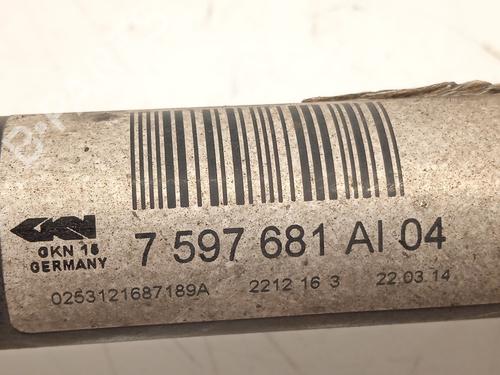 GKN
7 597 681 AI 04
GKN 16
GERMANY
0253121687189A 2212 16 3 22.03.14